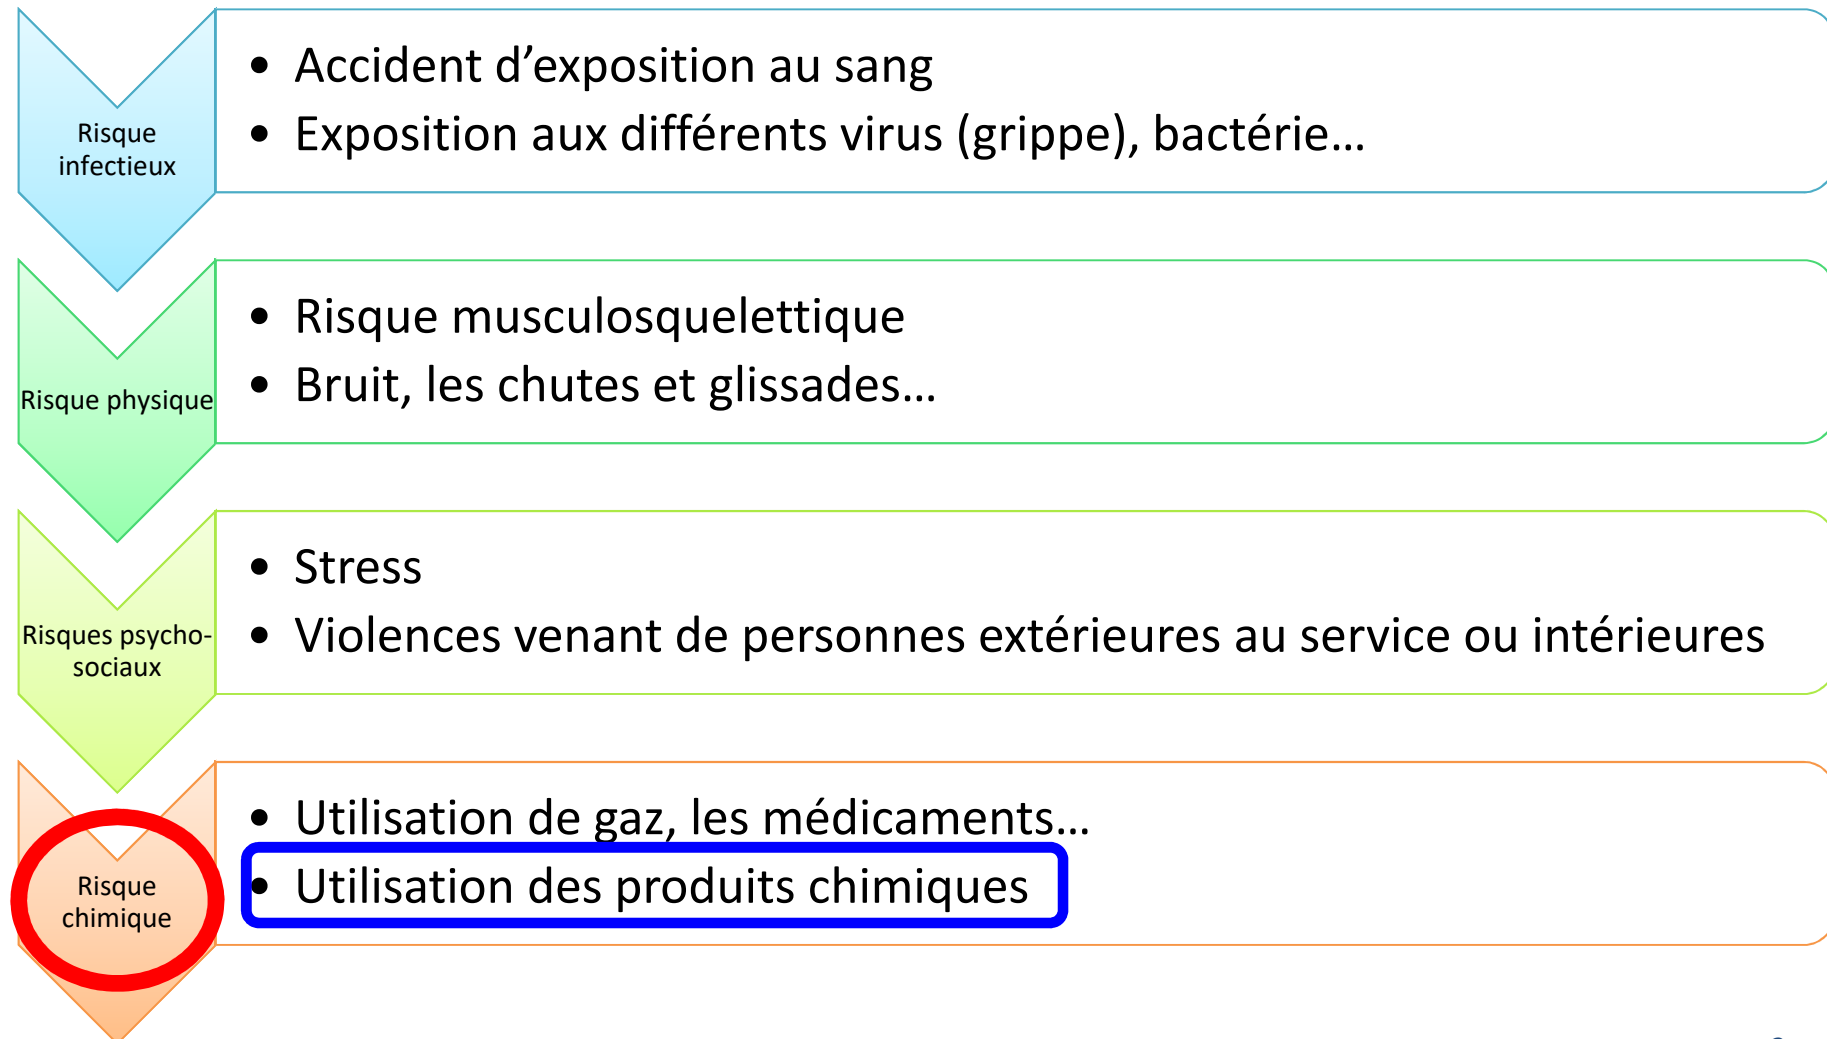 Risque
infectieux
• Accident d’exposition au sang
• Exposition aux différents virus (grippe), bactérie…
Risque physique
• Risque musculosquelettique
• Bruit, les chutes et glissades…
Risques psycho-
sociaux
• Stress
• Violences venant de personnes extérieures au service ou intérieures
Risque
chimique
• Utilisation de gaz, les médicaments…
• Utilisation des produits chimiques